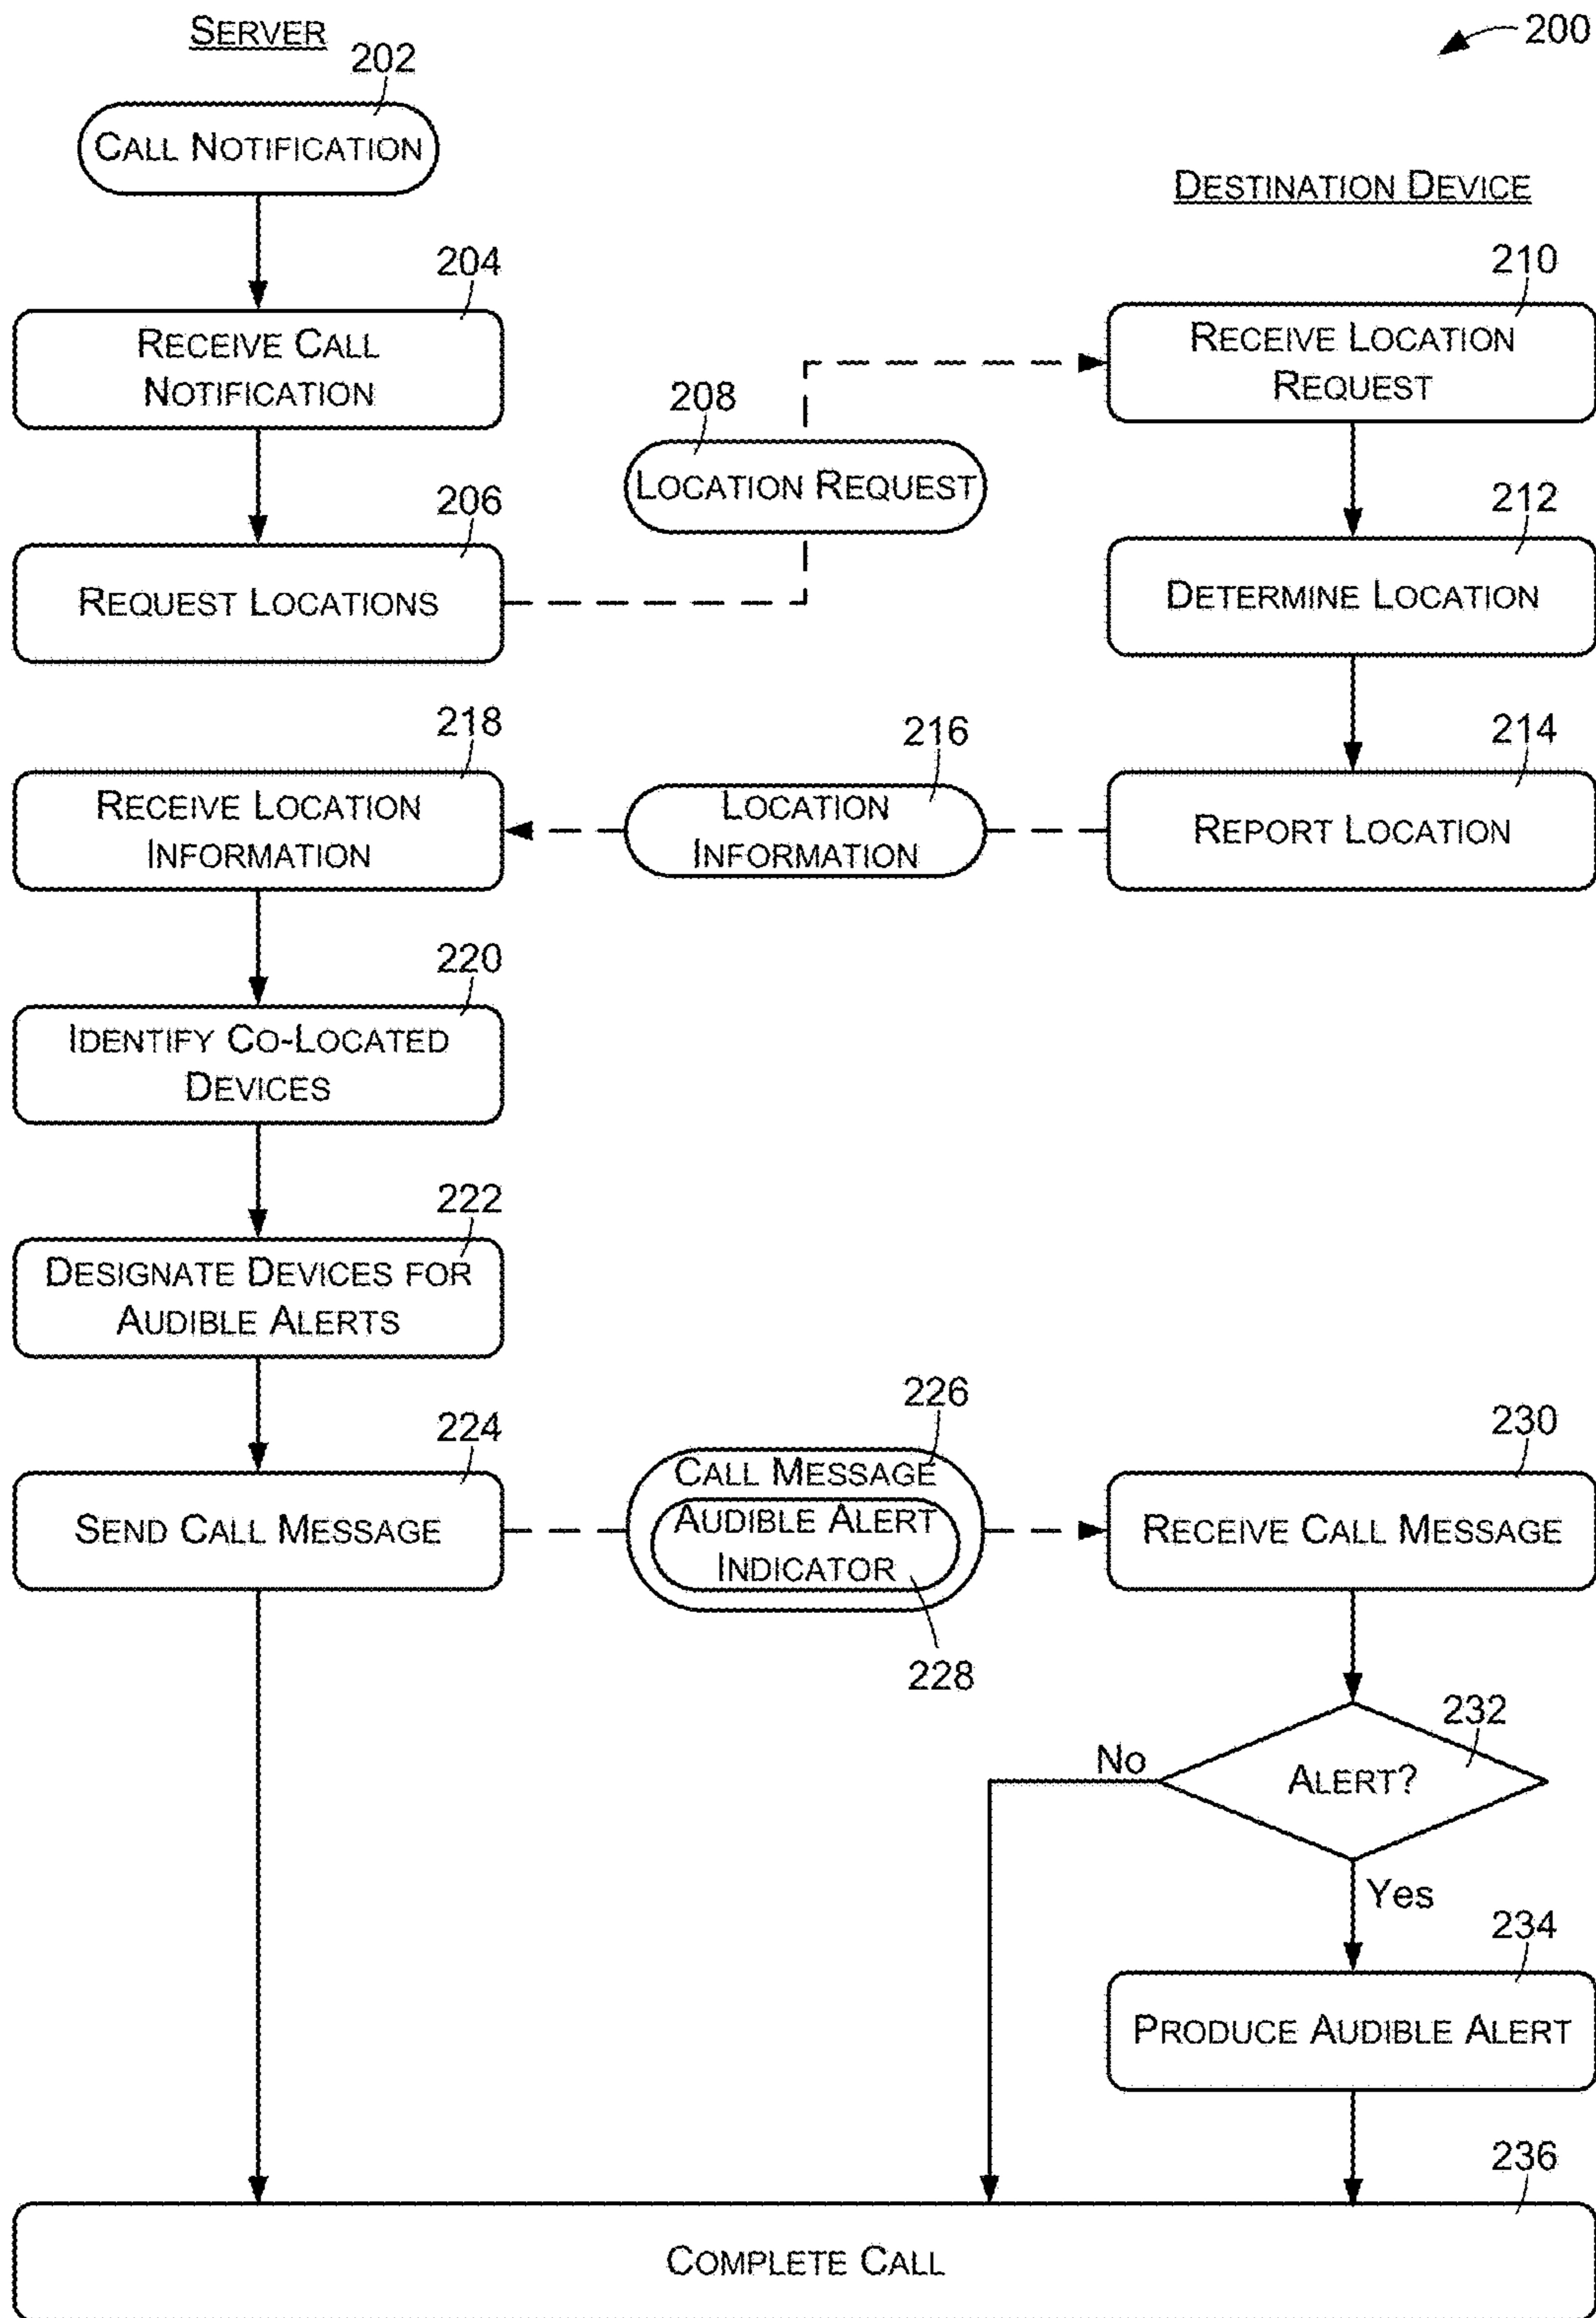 SERVER
200
202
CALL NOTIFICATION
DESTINATION DEVICE
204
RECEIVE CALL
NOTIFICATION
210
RECEIVE LOCATION
REQUEST
208
LOCATION REQUEST
206
REQUEST LOCATIONS
212
DETERMINE LOCATION
218
RECEIVE LOCATION
INFORMATION
216
LOCATION
INFORMATION
214
REPORT LOCATION
220
IDENTIFY CO-LOCATED
DEVICES
222
DESIGNATE DEVICES FOR
AUDIBLE ALERTS
224
SEND CALL MESSAGE
226
CALL MESSAGE
AUDIBLE ALERT
INDICATOR
228
230
RECEIVE CALL MESSAGE
232
ALERT?
No
Yes
234
PRODUCE AUDIBLE ALERT
236
COMPLETE CALL